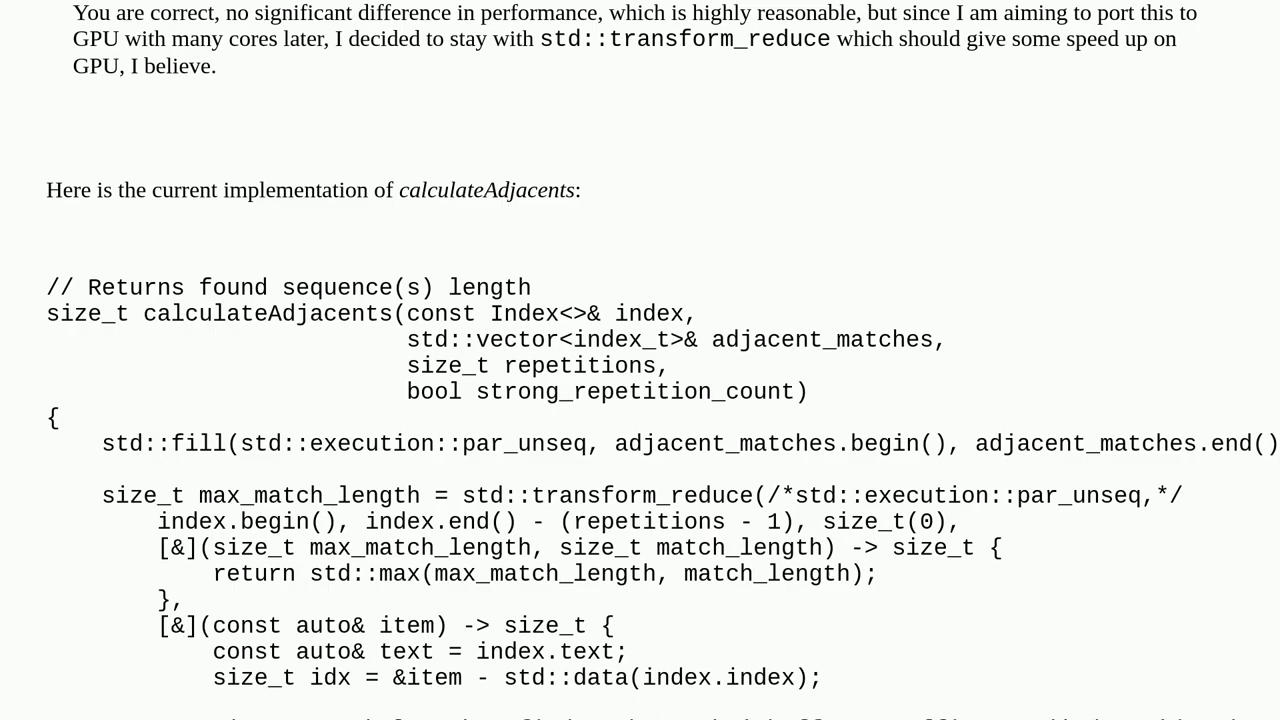 You are correct, no significant difference in performance, which is highly reasonable, but since I am aiming to port this to
GPU with many cores later, I decided to stay with std::transform_reduce which should give some speed up on
GPU, I believe.
Here is the current implementation of calculateAdjacents:
// Returns found sequence(s) length
size_t calculateAdjacents(const Index<>& index,
std::vector<index_t>& adjacent_matches,
size_t repetitions,
bool strong_repetition_count)
{
std::fill(std::execution::par_unseq, adjacent_matches.begin(), adjacent_matches.end()
size_t max_match_length = std::transform_reduce(/*std::execution::par_unseq,*/
index.begin(), index.end() - (repetitions - 1), size_t(0),
[&](size_t max_match_length, size_t match_length) -> size_t {
return std::max(max_match_length, match_length);
},
[&](const auto& item) -> size_t {
const auto& text = index.text;
size_t idx = &item - std::data(index.index);